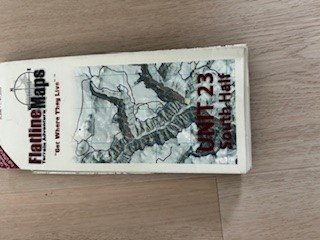 FlatlineMaps
"Get Where They Live"
UNIT 23
South Half